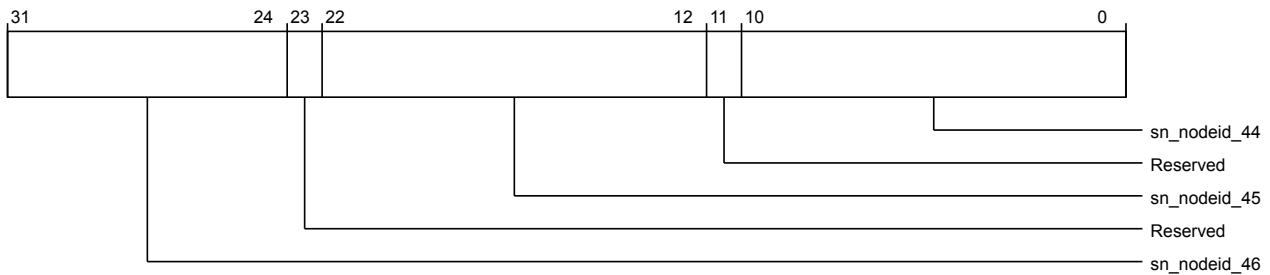 31 24 23 22 12 11 10 0
sn_nodeid_44
Reserved
sn_nodeid_45
Reserved
sn_nodeid_46